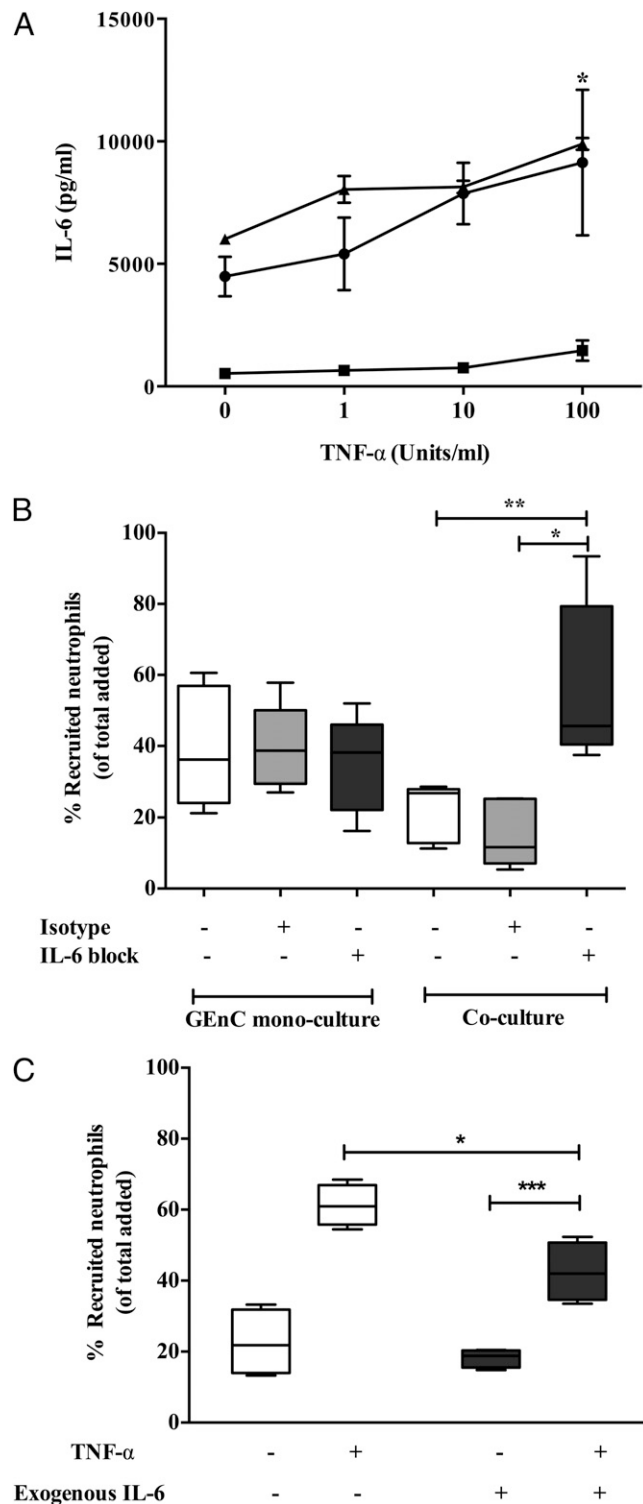 A
15000
*
10000
IL-6 (pg/ml)
5000
0
0 1 10 100
TNF-α (Units/ml)
B
100
**
*
80
% Recruited neutrophils
(of total added)
60
40
20
0
Isotype - + - - + -
IL-6 block - - + - - +
GEnC mono-culture Co-culture
C
100
*
80
***
% Recruited neutrophils
(of total added)
60
40
20
0
TNF-α - + - +
Exogenous IL-6 - - + +